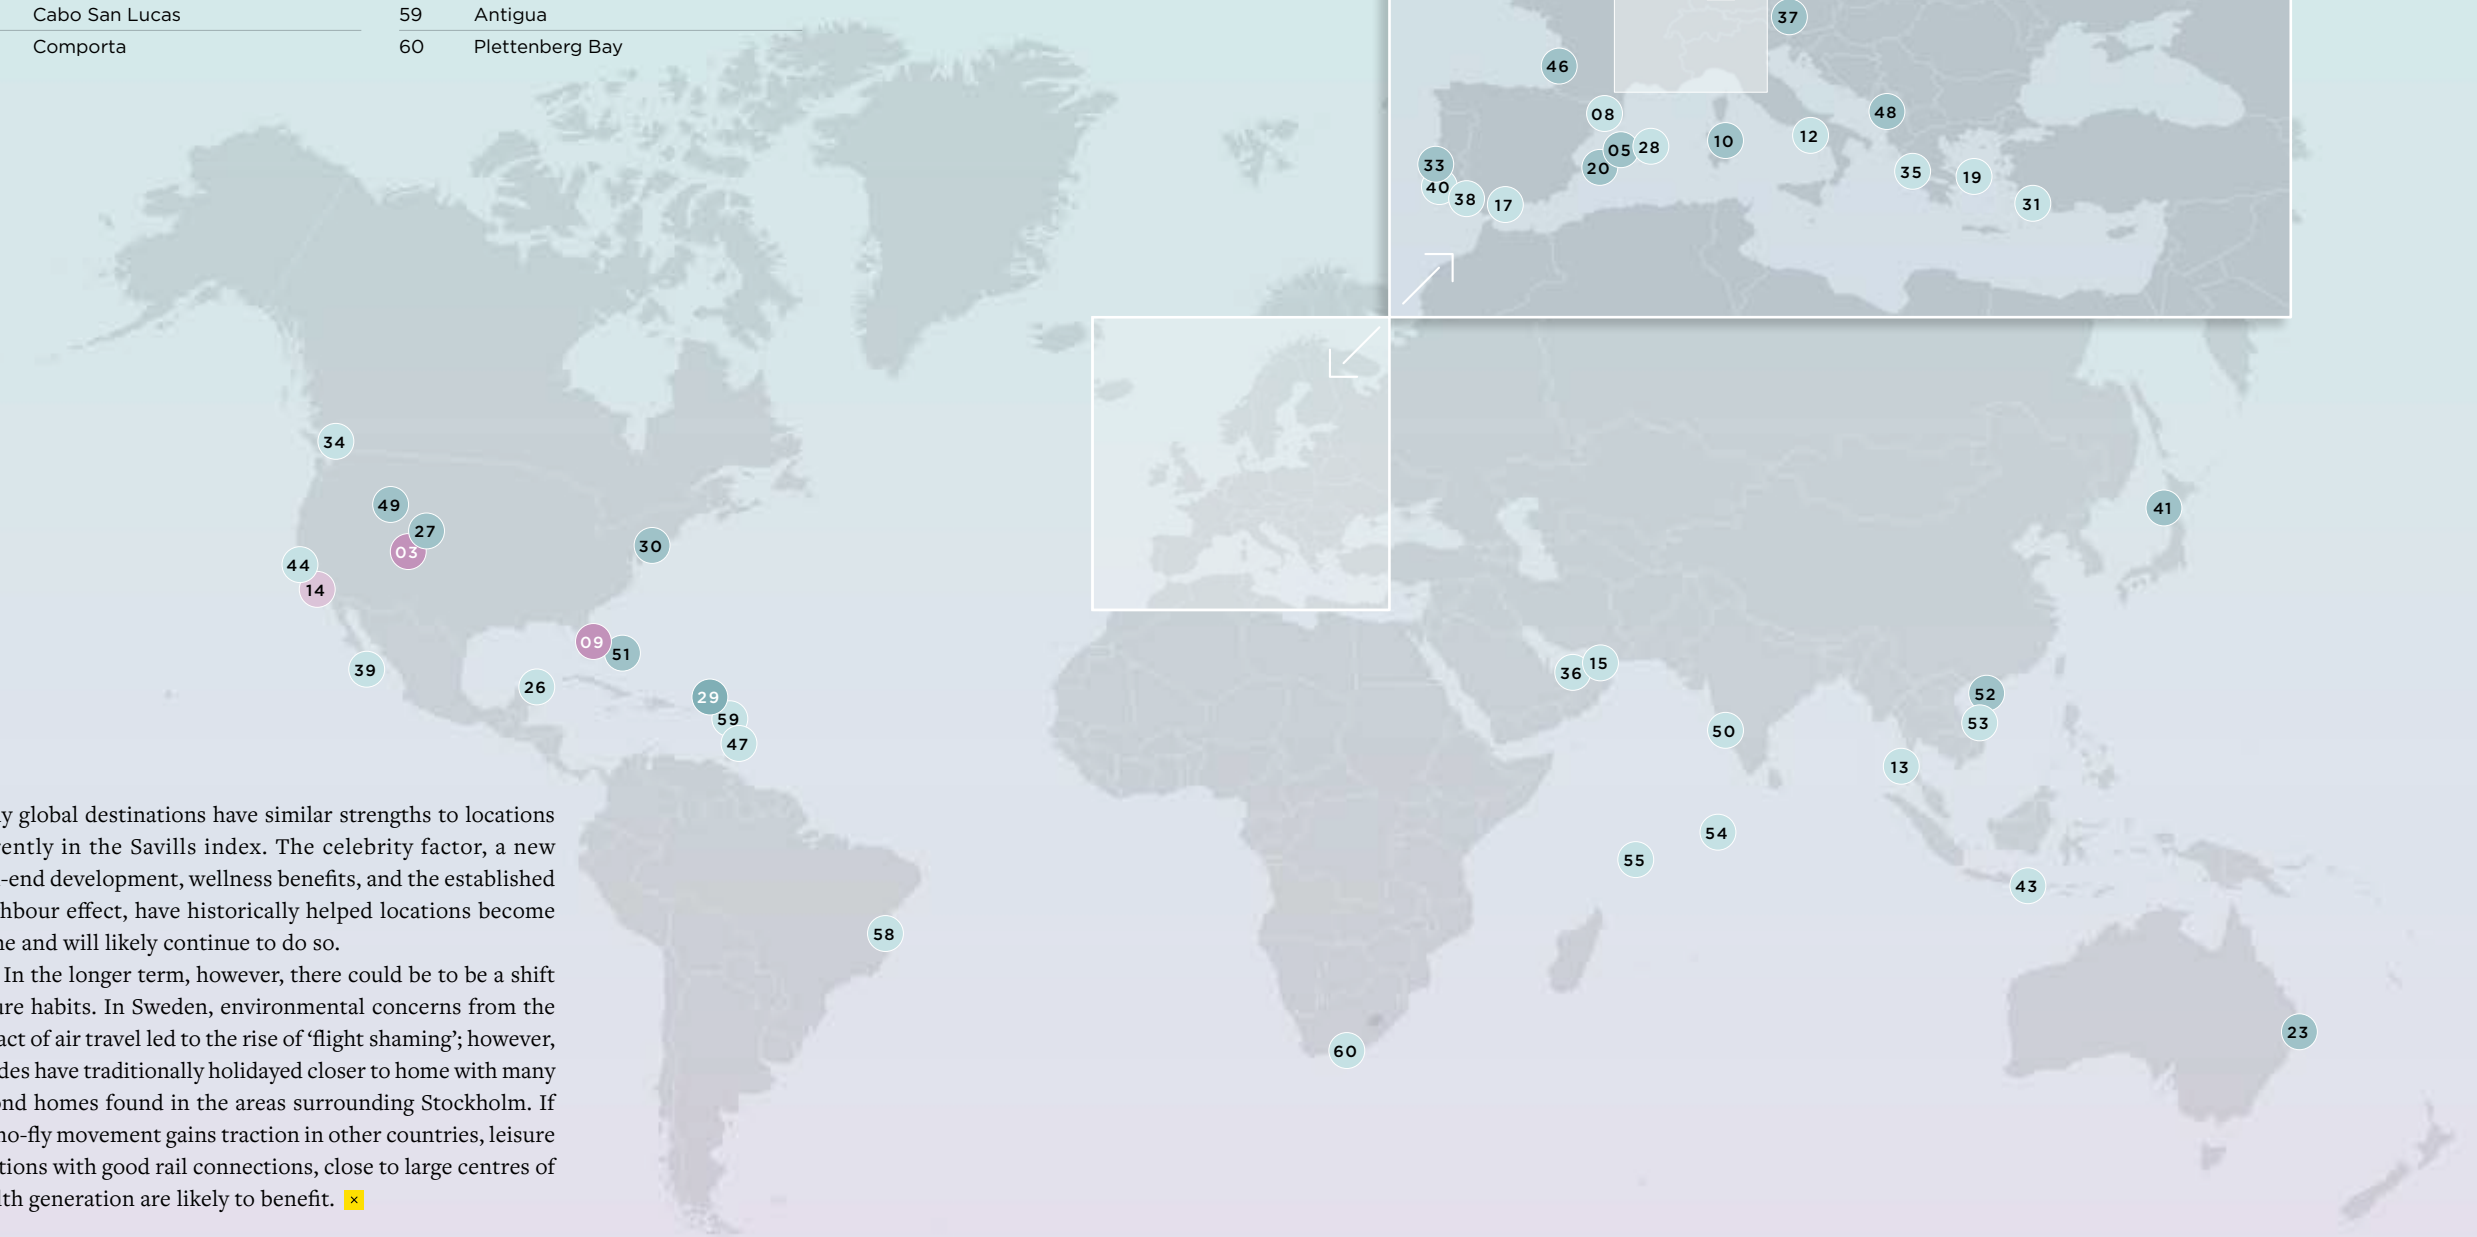 Cabo San Lucas
59 Antigua
Comporta
60 Plettenberg Bay
37
46
08
48
12
10
28
05
20
33
40
38
17
35
19
31
34
49
27
03
30
44
14
41
09
51
39
26
29
59
47
36 15
52
53
50
13
54
55
43
58
23
60
global destinations have similar strengths to locations
in the Savills index. The celebrity factor, a new
-end development, wellness benefits, and the established
effect, have historically helped locations become
and will likely continue to do so.
In the longer term, however, there could be to be a shift
habits. In Sweden, environmental concerns from the
of air travel led to the rise of ‘flight shaming’; however,
have traditionally holidayed closer to home with many
homes found in the areas surrounding Stockholm. If
no-fly movement gains traction in other countries, leisure
with good rail connections, close to large centres of
generation are likely to benefit. ×